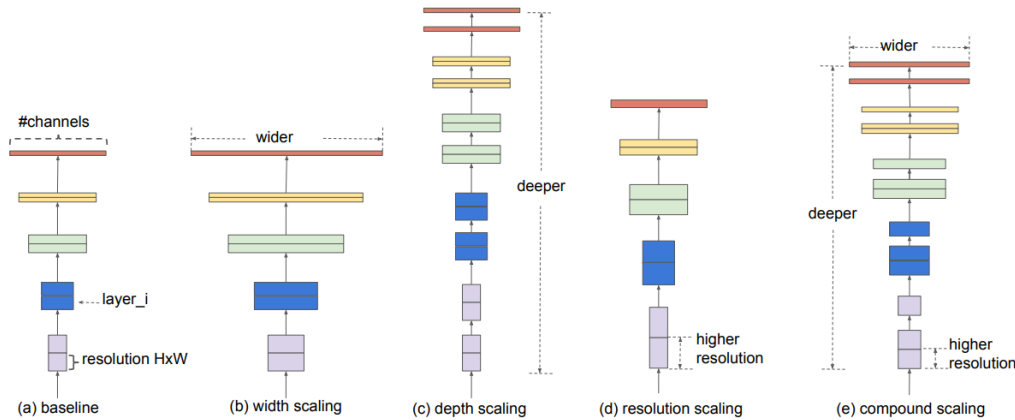 #channels
layer_i
resolution HxW
(a) baseline
wider
(b) width scaling
deeper
(c) depth scaling
higher
resolution
(d) resolution scaling
wider
deeper
higher
resolution
(e) compound scaling